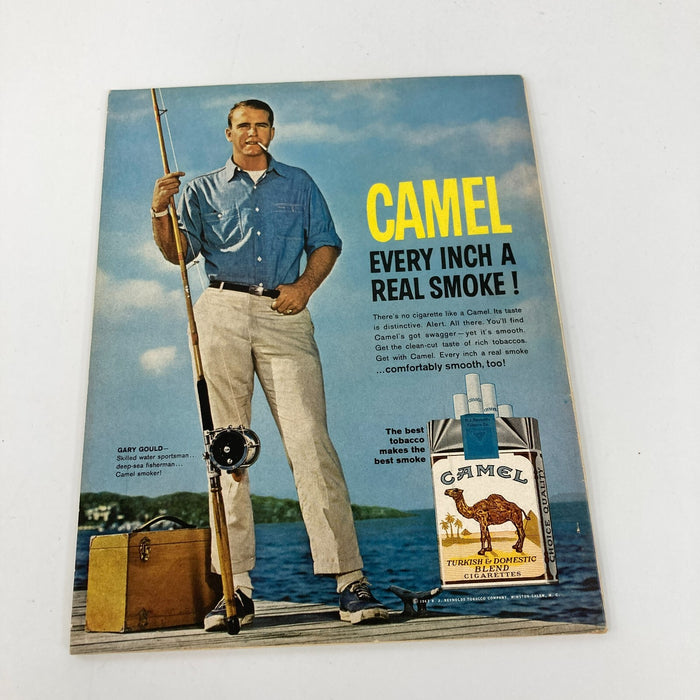 CAMEL
EVERY INCH A
REAL SMOKE!
There's no cigarette like a Camel. Its taste
is distinctive. Alert. All there. You'll find
Camel's got swagger—yet it's smooth.
Get the clean-cut taste of rich tobaccos.
Get with Camel. Every inch a real smoke
...comfortably smooth, too!
The best
tobacco
makes the
best smoke
GARY GOULD—
Skilled water sportsman...
deep-sea fisherman...
Camel smoker!
CAMEL
TURKISH & DOMESTIC
BLEND
CIGARETTES
CHOICE QUALITY
R. J. REYNOLDS TOBACCO COMPANY, WINSTON-SALEM, N. C.